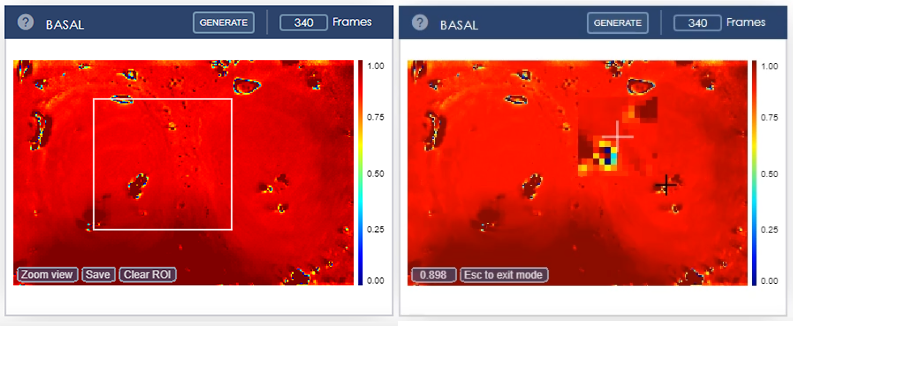 ? BASAL GENERATE 340 Frames
1.00
0.75
0.50
0.25
0.00
Zoom view Save Clear ROI
? BASAL GENERATE 340 Frames
1.00
0.75
0.50
0.25
0.00
0.898 Esc to exit mode